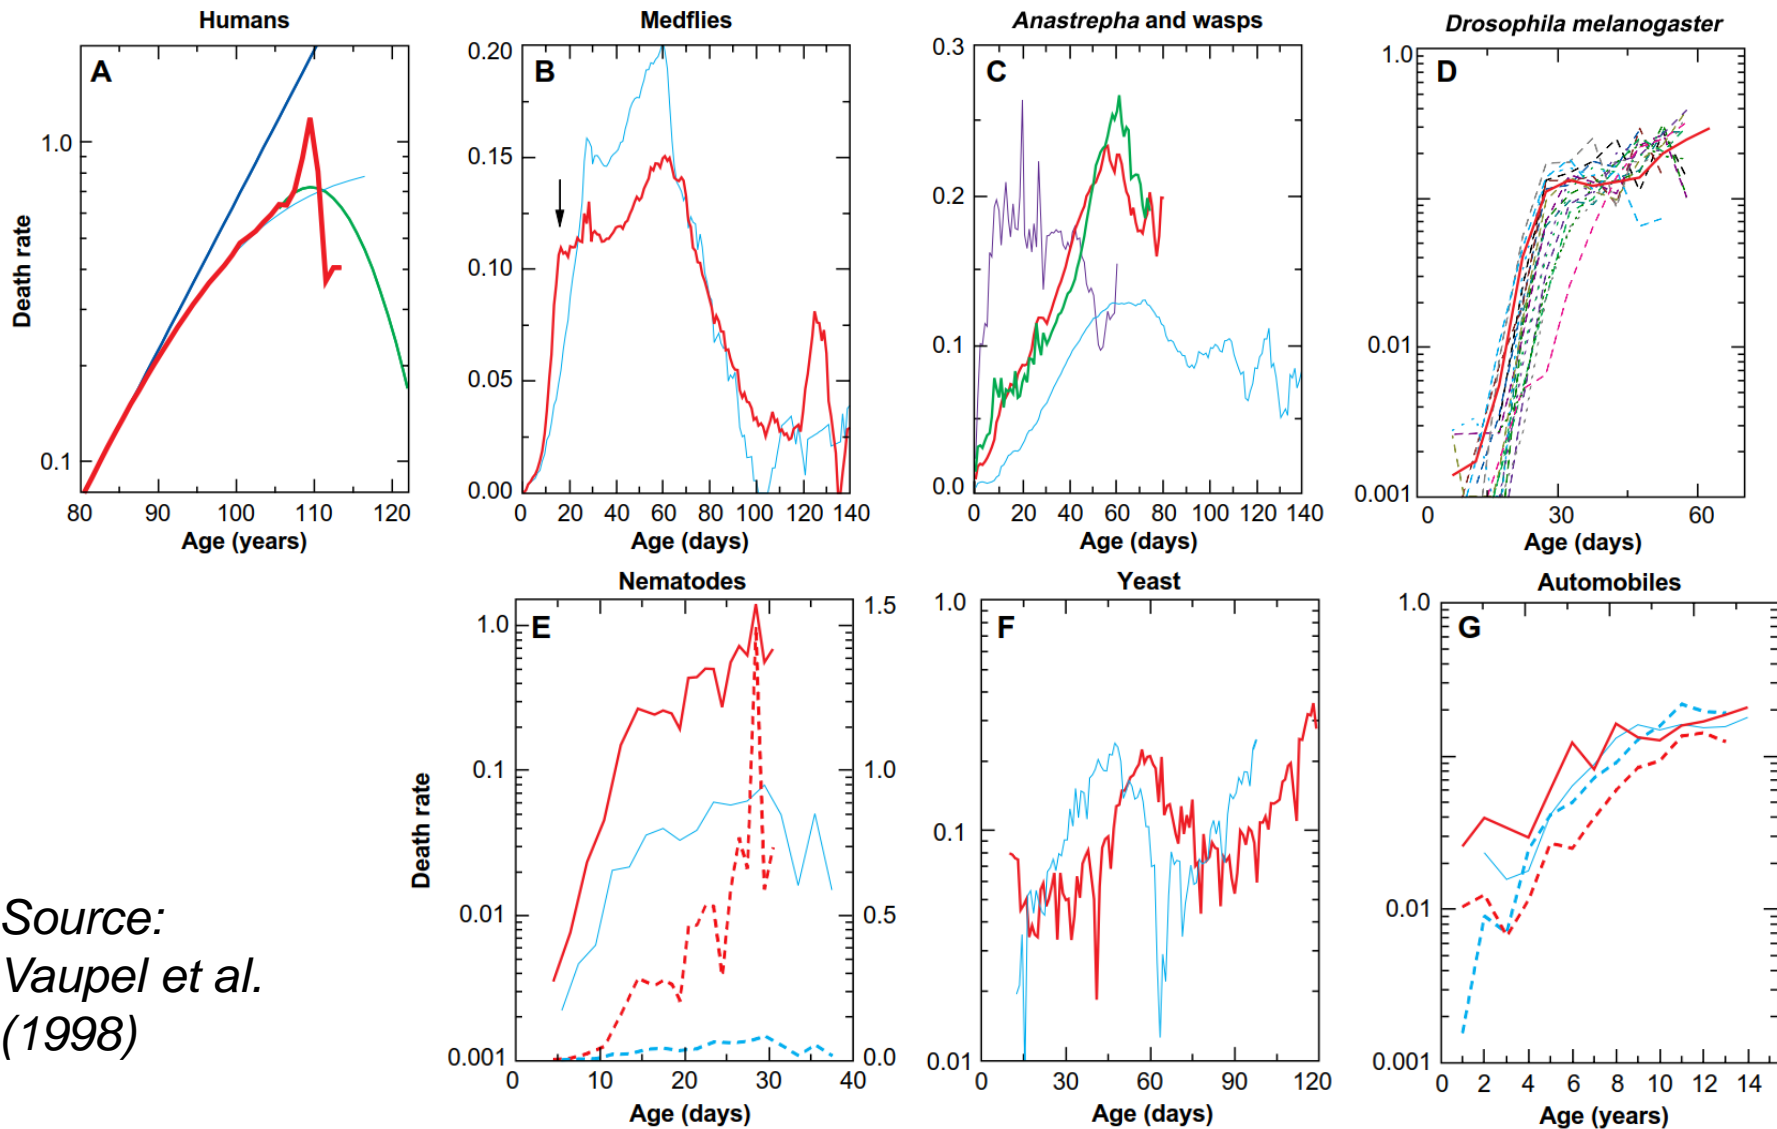 Humans
A
1.0
0.1
Death rate
80 90 100 110 120
Age (years)
Medflies
B
0.20
0.15
0.10
0.05
0.00
0 20 40 60 80 100 120 140
Age (days)
Anastrepha and wasps
C
0.3
0.2
0.1
0.0
0 20 40 60 80 100 120 140
Age (days)
Drosophila melanogaster
D
1.0
0.01
0.001
0 30 60
Age (days)
Nematodes
E
1.0
0.1
0.01
0.001
1.5
1.0
0.5
0.0
Death rate
0 10 20 30 40
Age (days)
Yeast
F
1.0
0.1
0.01
0 30 60 90 120
Age (days)
Automobiles
G
1.0
0.01
0.001
0 2 4 6 8 10 12 14
Age (years)
Source:
Vaupel et al.
(1998)